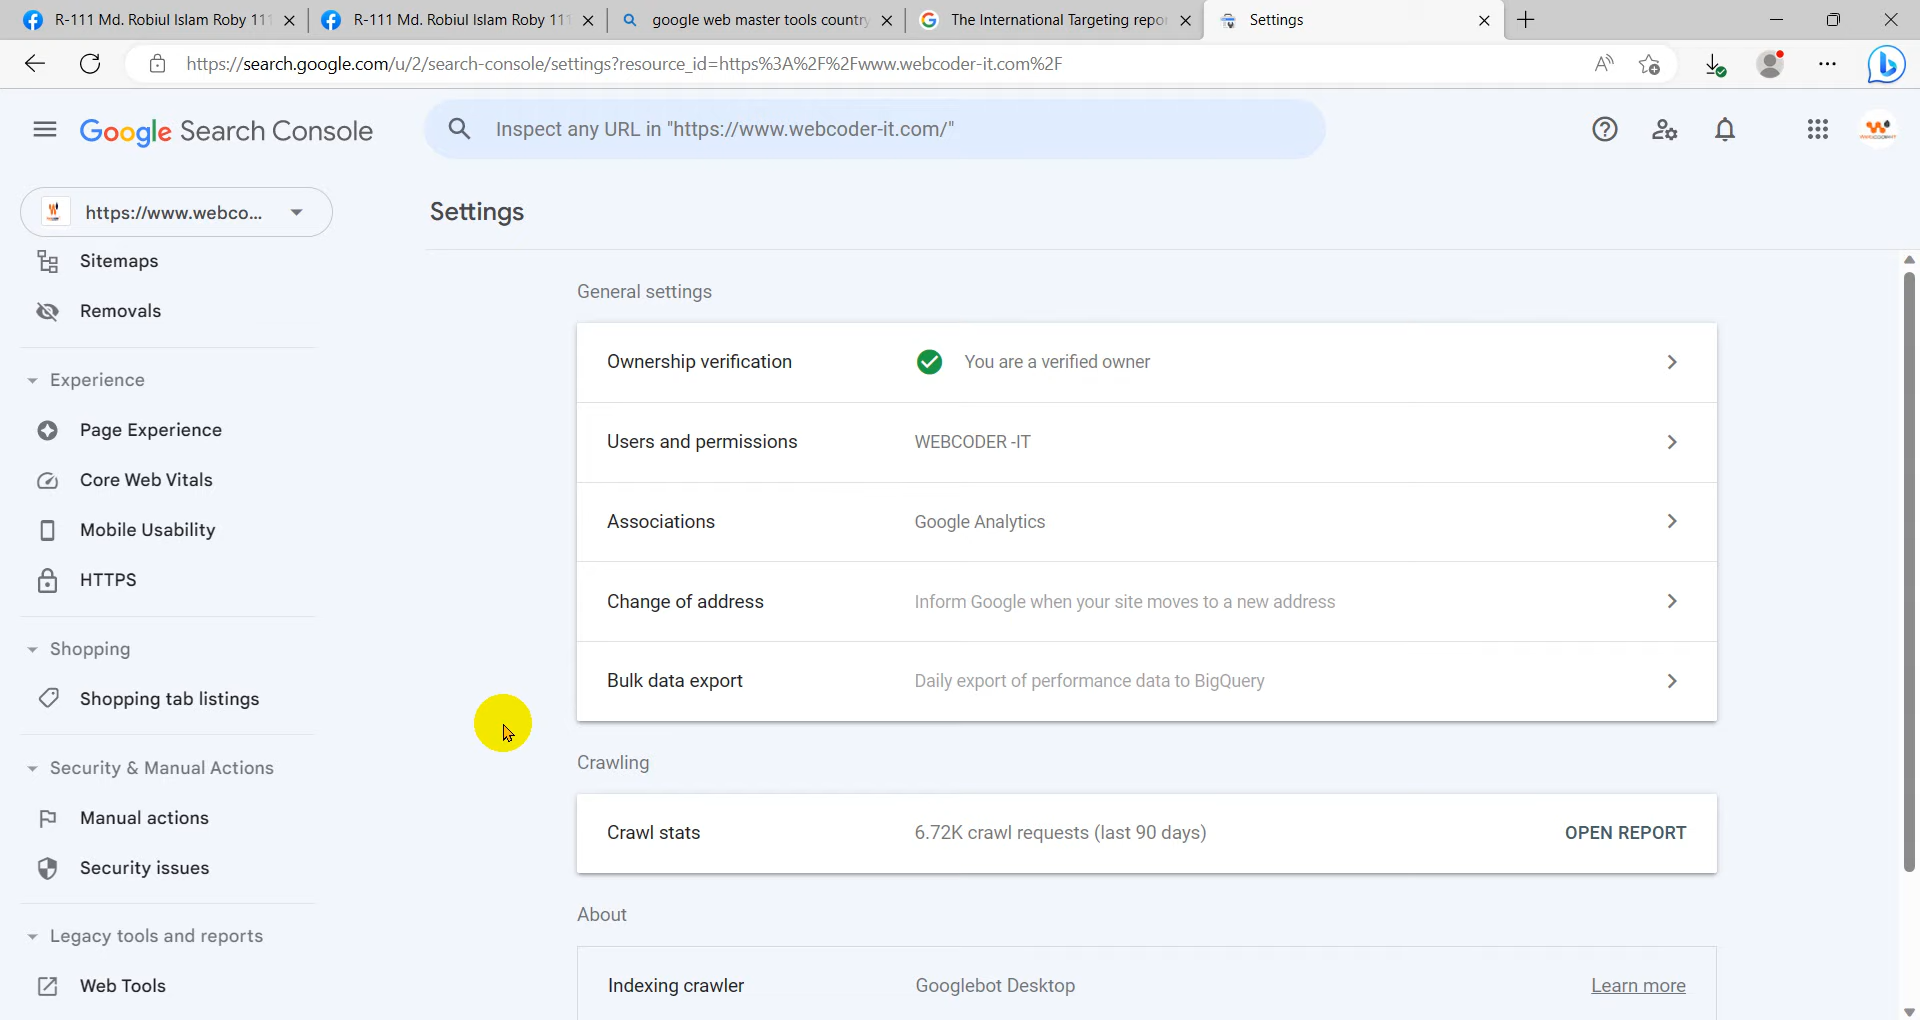 R-111 Md. Robiul Islam Roby 111
R-111 Md. Robiul Islam Roby 111
google web master tools country
The International Targeting repor
Settings
https://search.google.com/u/2/search-console/settings?resource_id=https%3A%2F%2Fwww.webcoder-it.com%2F
Google Search Console
Inspect any URL in "https://www.webcoder-it.com/"
https://www.webco...
Settings
Sitemaps
Removals
Experience
Page Experience
Core Web Vitals
Mobile Usability
HTTPS
Shopping
Shopping tab listings
Security & Manual Actions
Manual actions
Security issues
Legacy tools and reports
Web Tools
General settings
Ownership verification You are a verified owner
Users and permissions WEBCODER -IT
Associations Google Analytics
Change of address Inform Google when your site moves to a new address
Bulk data export Daily export of performance data to BigQuery
Crawling
Crawl stats 6.72K crawl requests (last 90 days) OPEN REPORT
About
Indexing crawler Googlebot Desktop Learn more